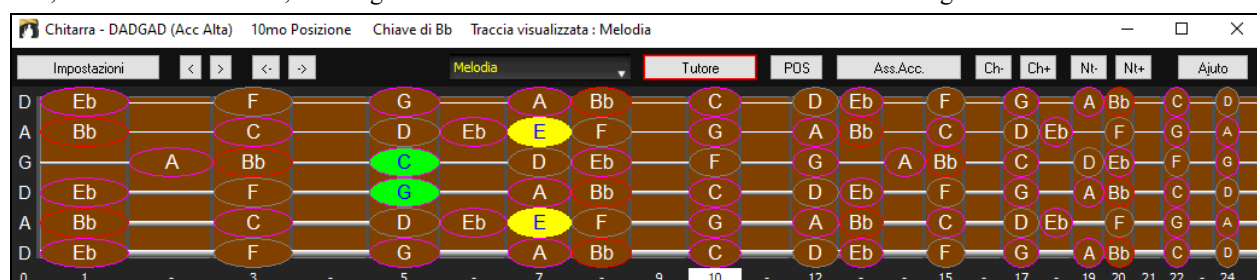 Chitarra - DADGAD (Acc Alta) 10mo Posizione Chiave di Bb Traccia visualizzata : Melodia
Impostazioni < > <- -> Melodia Tutore POS Ass.Acc. Ch- Ch+ Nt- Nt+ Ajuto
D Eb F G A Bb C D Eb F G A Bb C D
A Bb C D Eb E F G A Bb C D Eb F G A
G A Bb C D Eb F G A Bb C D Eb F G
D Eb F G A Bb C D Eb F G A Bb C D
A Bb C D Eb E F G A Bb C D Eb F G A
D Eb F G A Bb C D Eb F G A Bb C D
0 1 - 3 - 5 - 7 - 9 10 - 12 - - 15 - 17 - 19 20 21 22 - 24